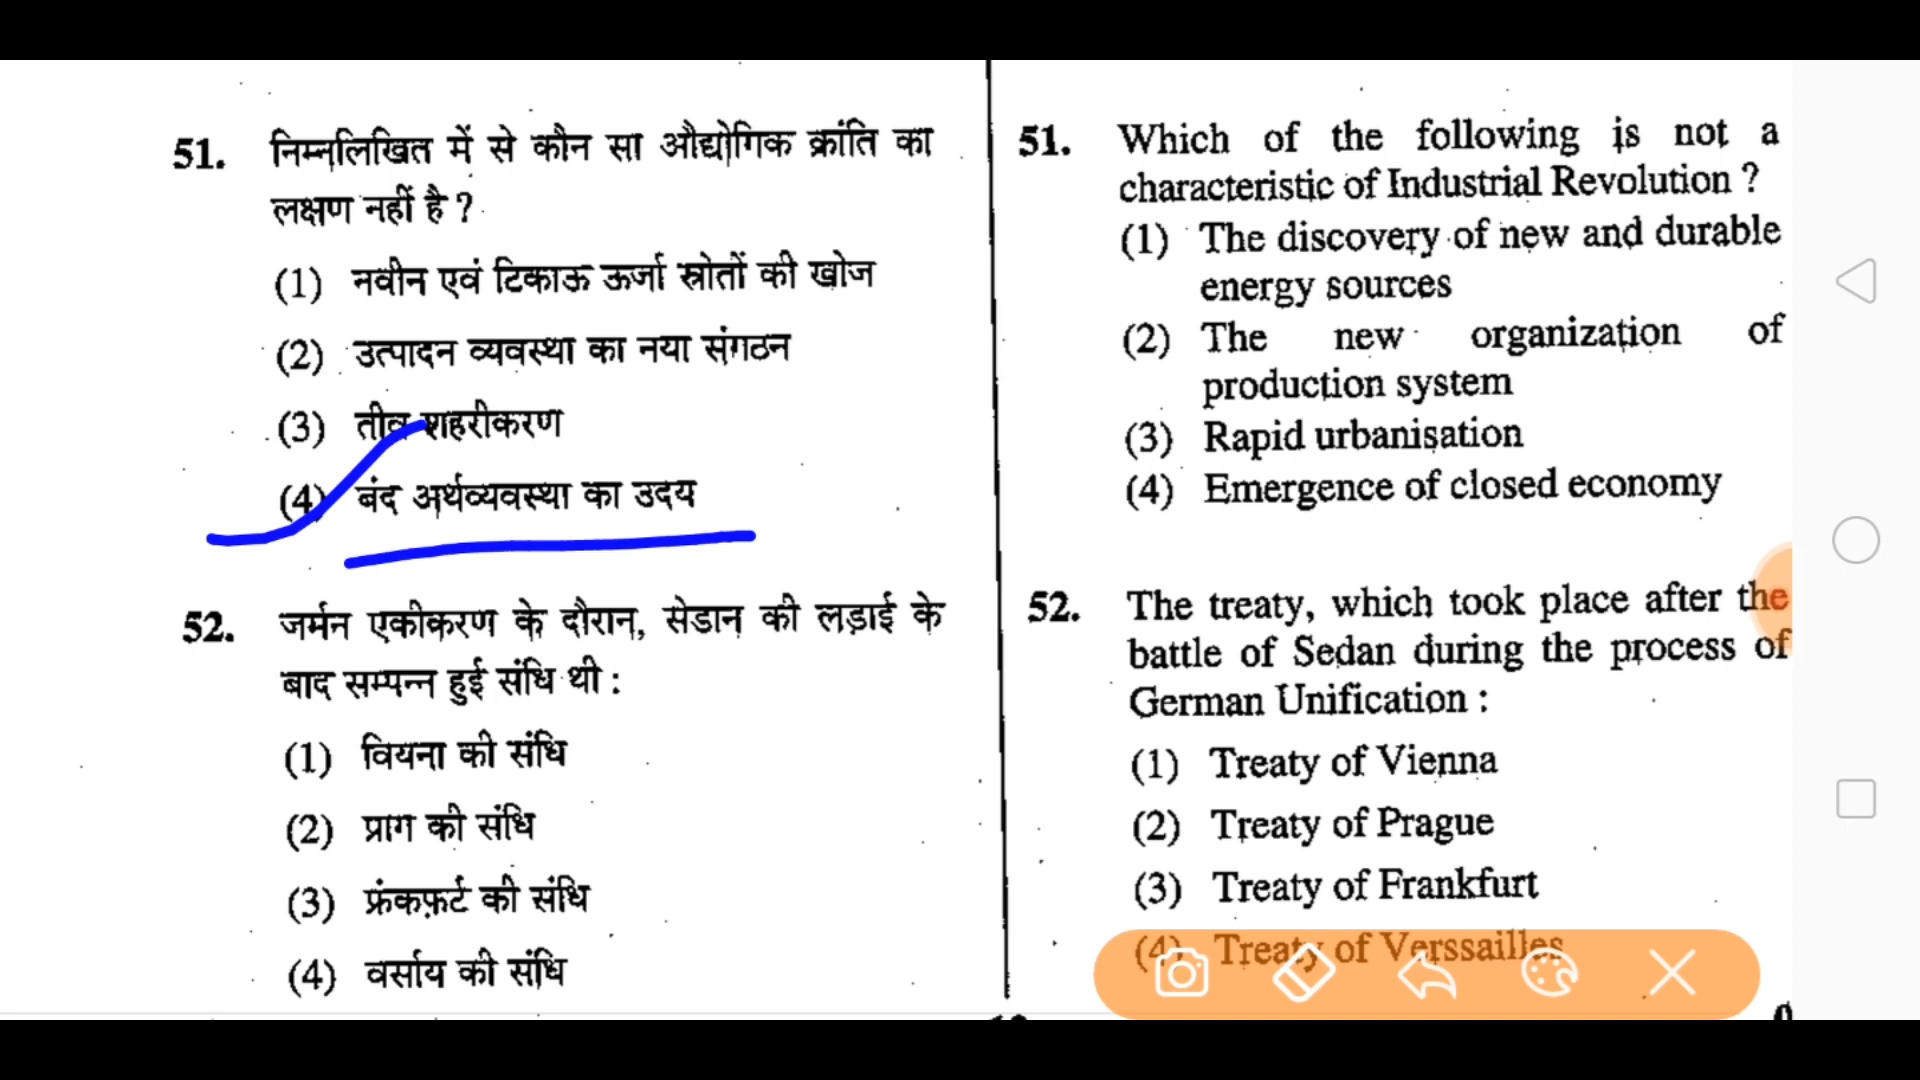 51. निम्नलिखित में से कौन सा औद्योगिक क्रांति का
लक्षण नहीं है ?
(1) नवीन एवं टिकाऊ ऊर्जा स्रोतों की खोज
(2) उत्पादन व्यवस्था का नया संगठन
(3) तीव्र शहरीकरण
(4) बंद अर्थव्यवस्था का उदय
52. जर्मन एकीकरण के दौरान, सेडान की लड़ाई के
बाद सम्पन्न हुई संधि थी :
(1) वियना की संधि
(2) प्राग की संधि
(3) फ्रंकफ़र्ट की संधि
(4) वर्साय की संधि
51. Which of the following is not a
characteristic of Industrial Revolution ?
(1) The discovery of new and durable
energy sources
(2) The new organization of
production system
(3) Rapid urbanisation
(4) Emergence of closed economy
52. The treaty, which took place after the
battle of Sedan during the process of
German Unification :
(1) Treaty of Vienna
(2) Treaty of Prague
(3) Treaty of Frankfurt
(4) Treaty of Verssailles